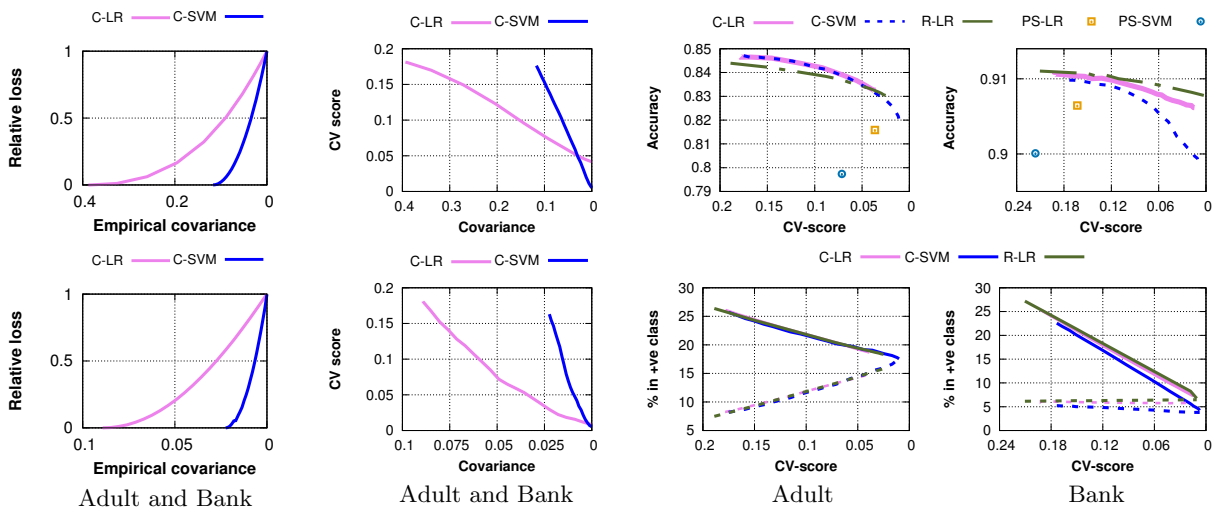 C-LR C-SVM
Relative loss
1
0.5
0
0.4 0.2 0
Empirical covariance
C-LR C-SVM
CV score
0.2
0.15
0.1
0.05
0
0.4 0.3 0.2 0.1 0
Covariance
C-LR C-SVM R-LR PS-LR PS-SVM
Accuracy
0.85
0.84
0.83
0.82
0.81
0.8
0.79
0.2 0.15 0.1 0.05 0
CV-score
Accuracy
0.91
0.9
0.24 0.18 0.12 0.06 0
CV-score
C-LR C-SVM
Relative loss
1
0.5
0
0.1 0.05 0
Empirical covariance
Adult and Bank
C-LR C-SVM
CV score
0.2
0.15
0.1
0.05
0
0.1 0.075 0.05 0.025 0
Covariance
Adult and Bank
C-LR C-SVM R-LR
% in +ve class
30
25
20
15
10
5
0.2 0.1 0
CV-score
Adult
% in +ve class
30
25
20
15
10
5
0
0.24 0.18 0.12 0.06 0
CV-score
Bank